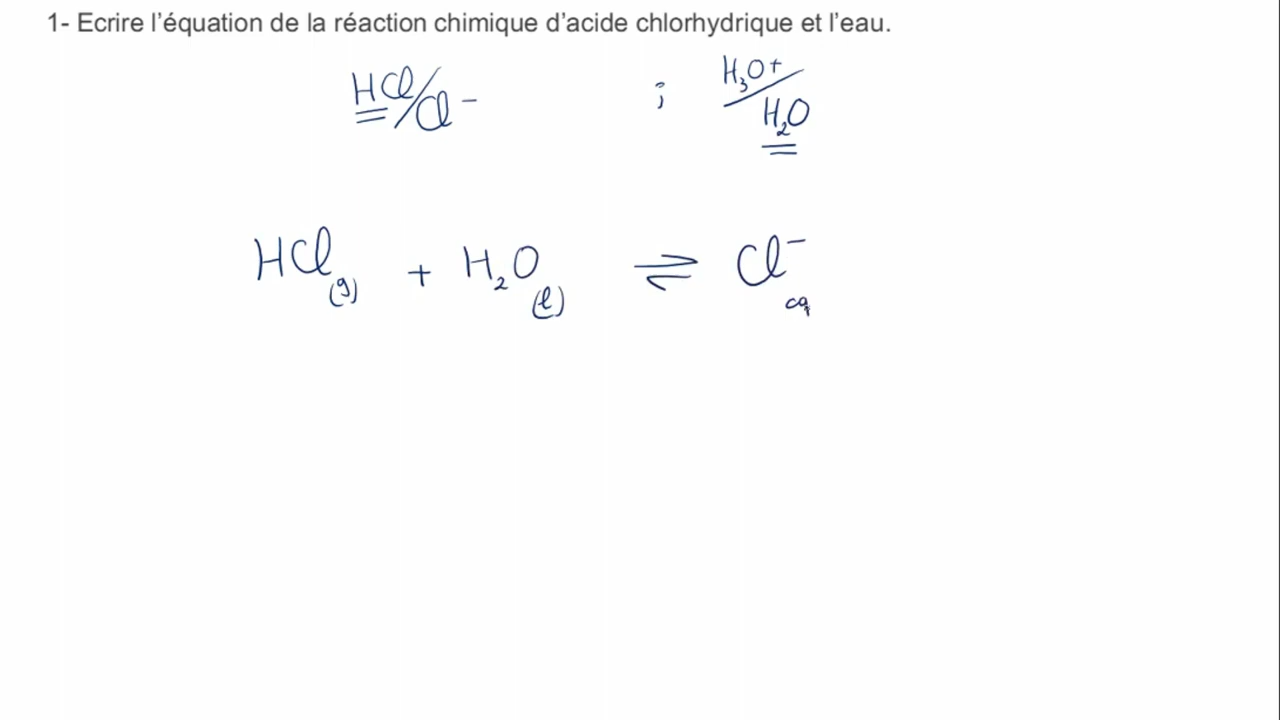 1- Ecrire l’équation de la réaction chimique d’acide chlorhydrique et l’eau.
HCl/Cl⁻ ; H₃O⁺/H₂O
HCl(g) + H₂O(l) ⇌ Cl⁻aq